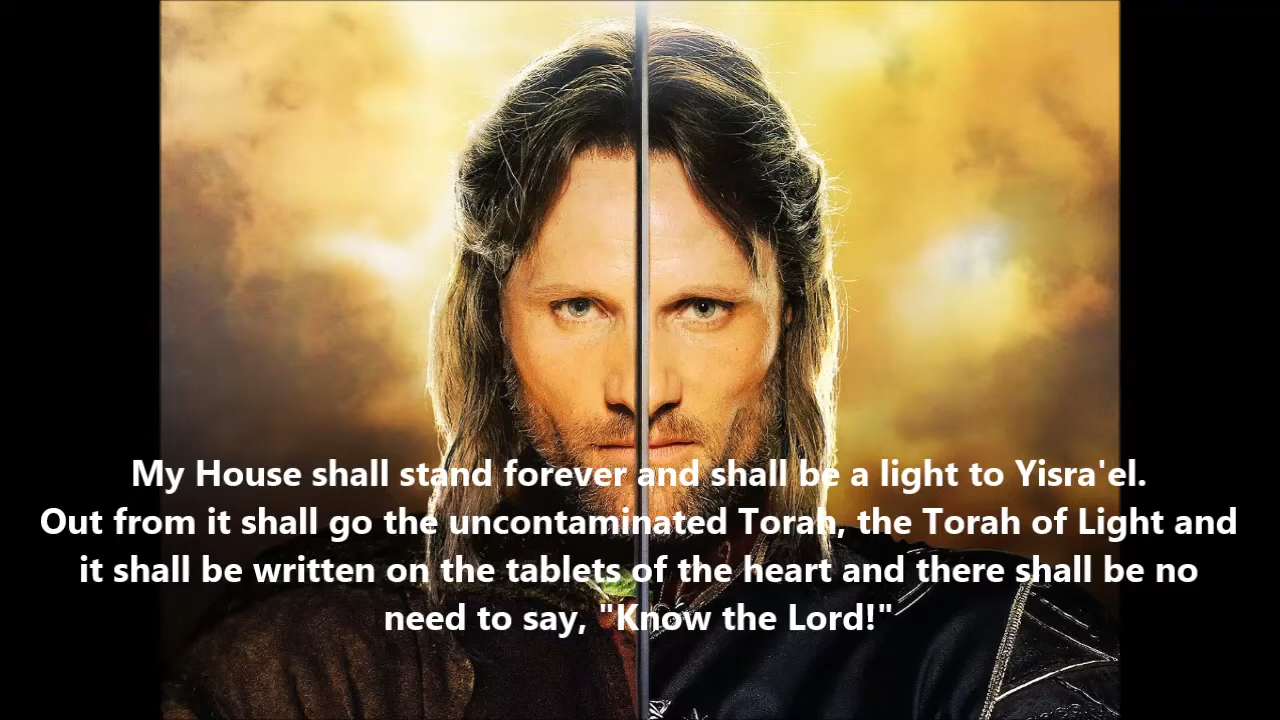 My House shall stand forever and shall be a light to Yisra'el.
Out from it shall go the uncontaminated Torah, the Torah of Light and
it shall be written on the tablets of the heart and there shall be no
need to say, "Know the Lord!"